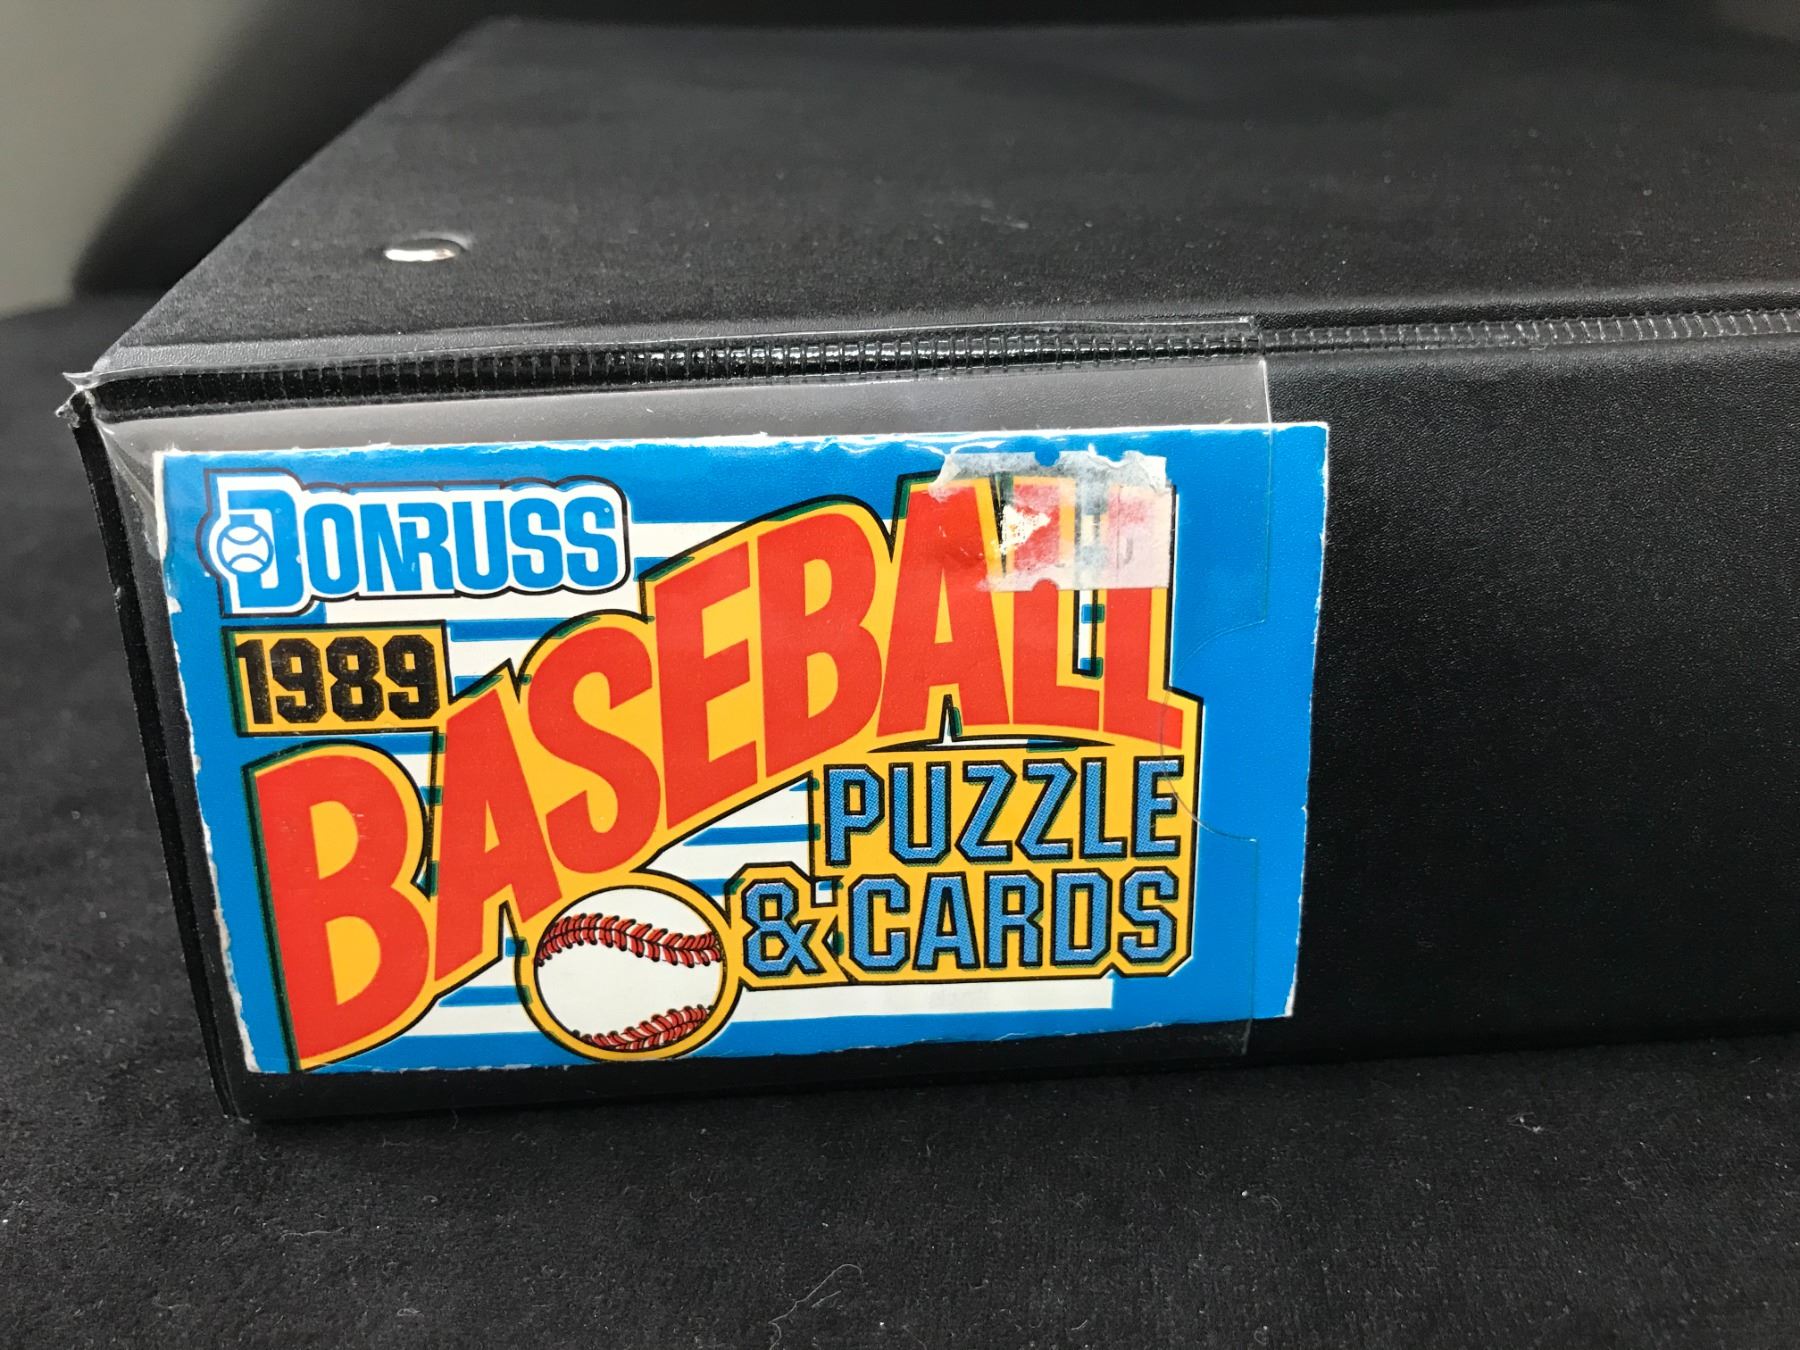 DONRUSS
1989
BASEBALL
PUZZLE
& CARDS